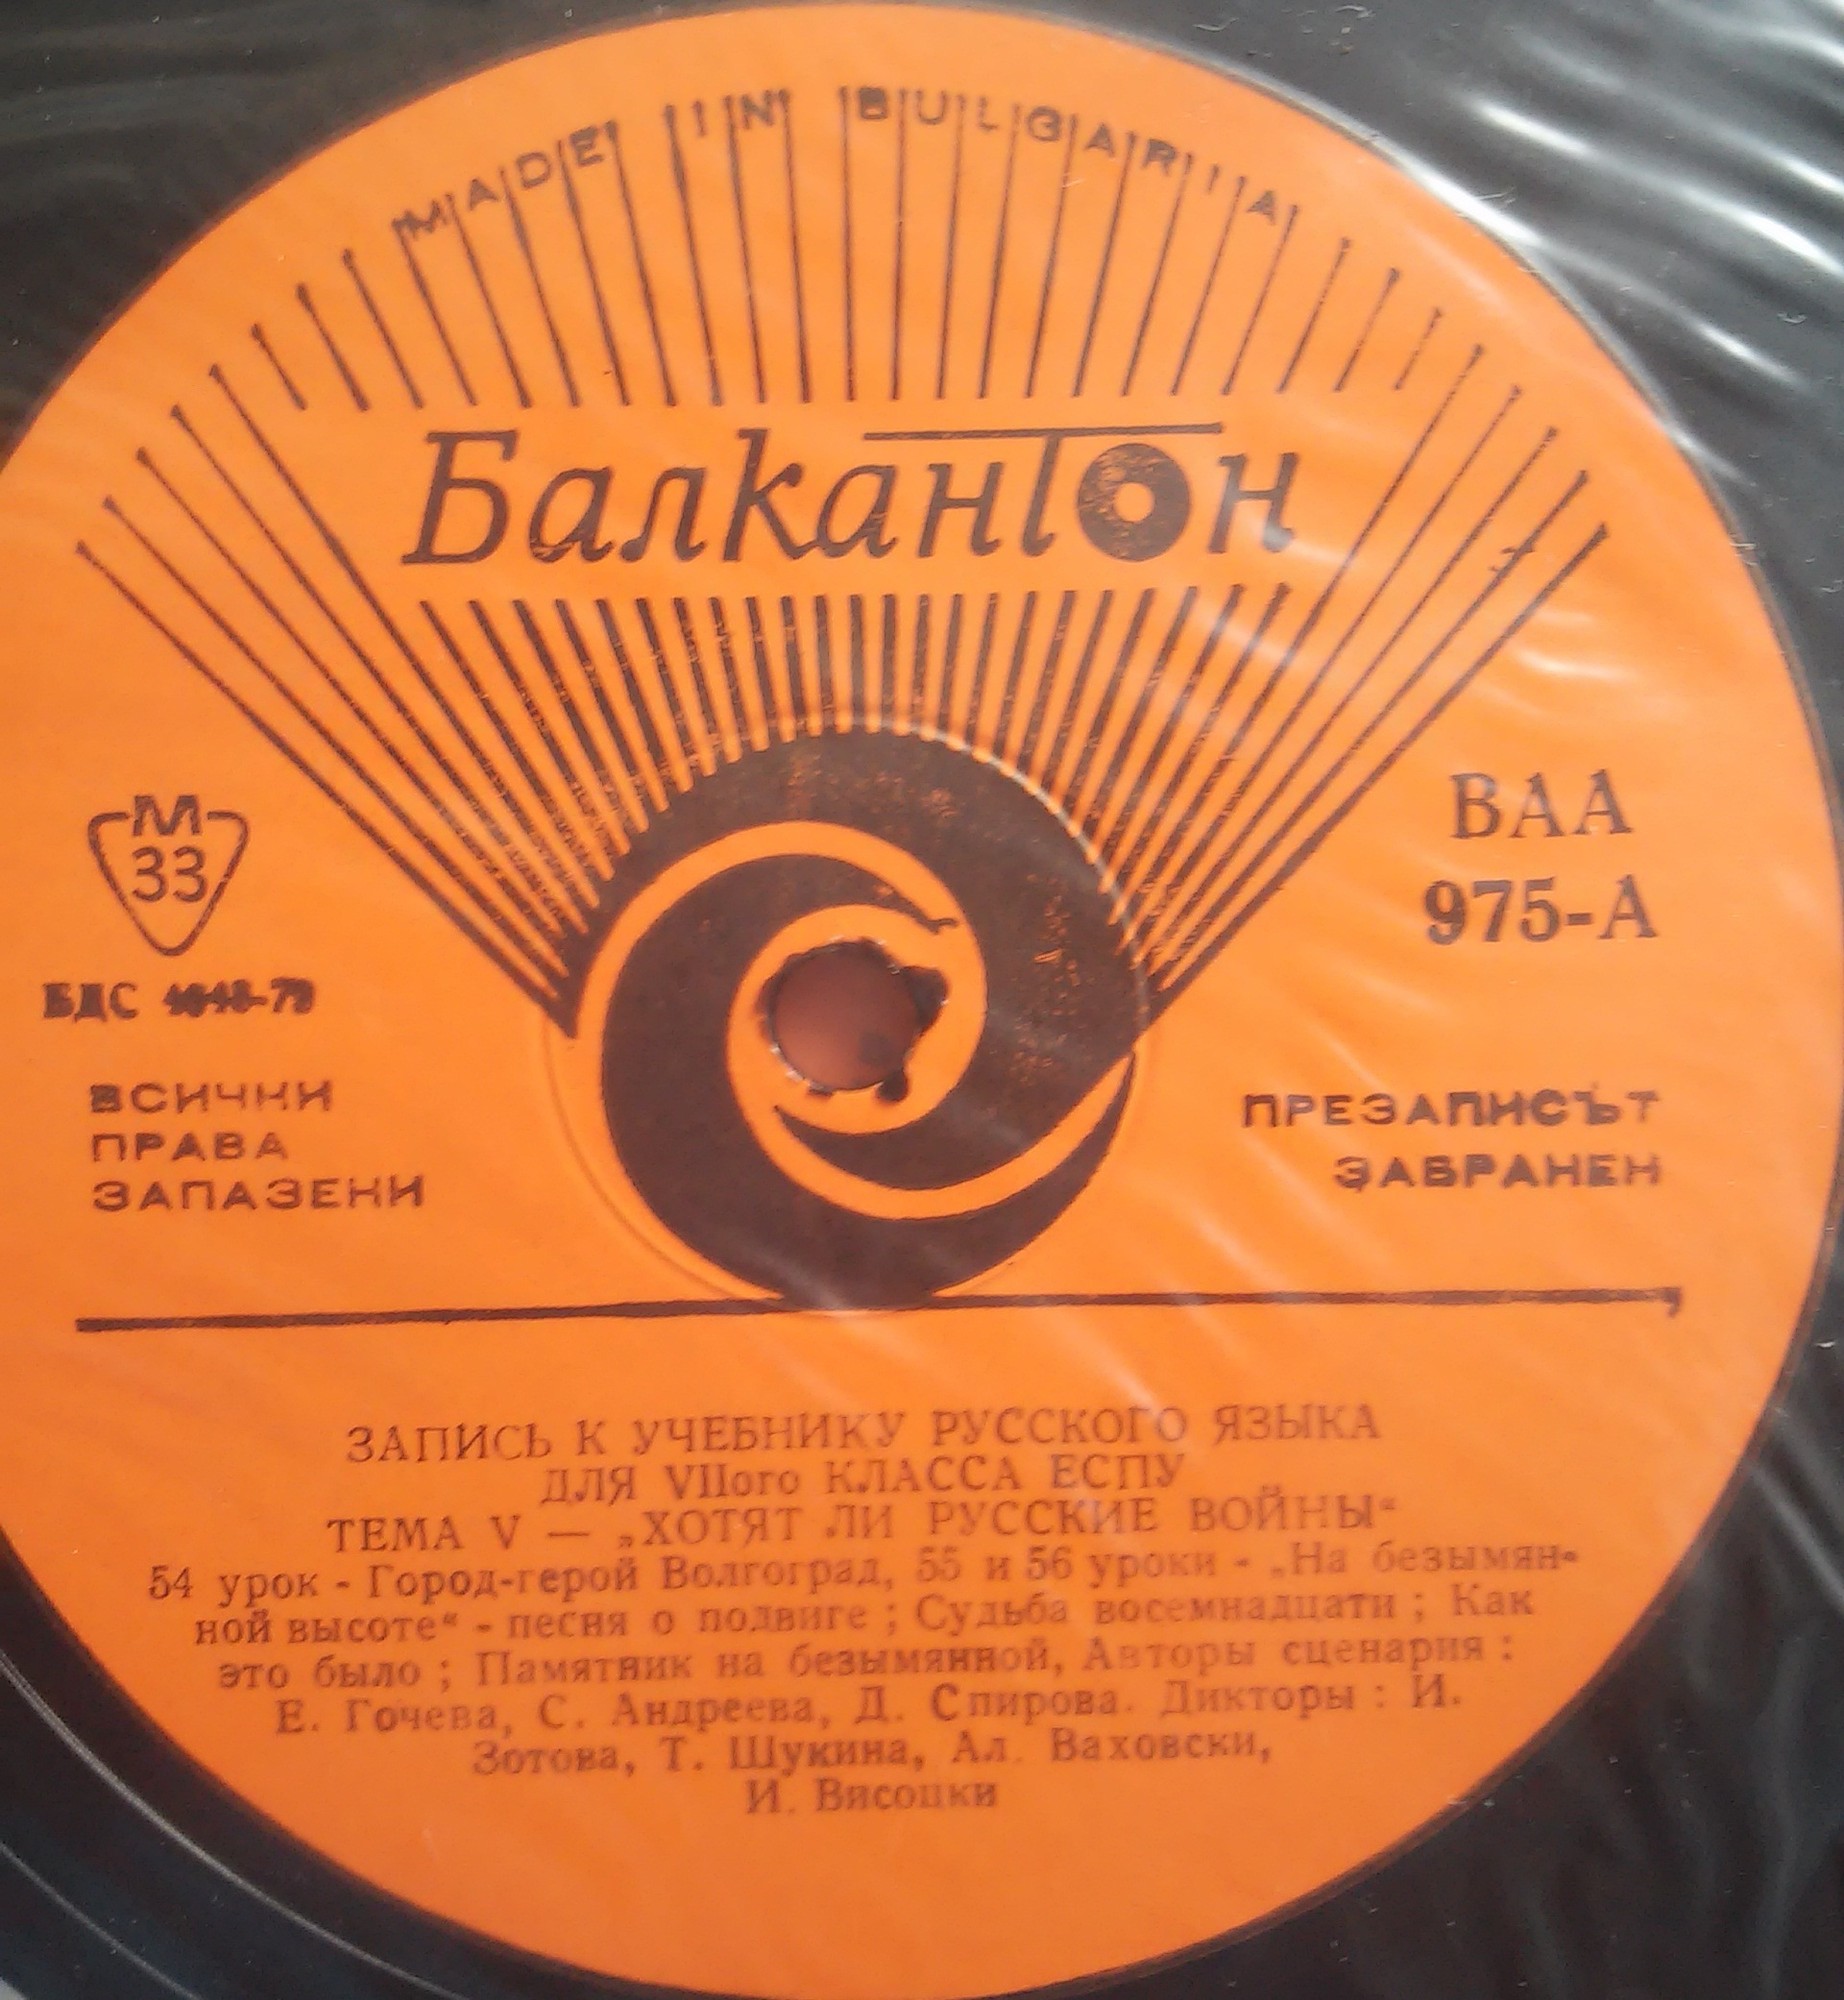 MADE IN BULGARIA
Балкантон
М
33
БДС
ВАА
975-А
ВСИЧКИ
ПРАВА
ЗАПАЗЕНИ
ПРЕЗАПИСЪТ
ЗАБРАНЕН
ЗАПИСЬ К УЧЕБНИКУ РУССКОГО ЯЗЫКА
ДЛЯ VIIого КЛАССА ЕСПУ
ТЕМА V — „ХОТЯТ ЛИ РУССКИЕ ВОЙНЫ“
54 урок - Город-герой Волгоград, 55 и 56 уроки - „На безымян-
ной высоте“ - песня о подвиге ; Судьба восемнадцати ; Как
это было ; Памятник на безымянной, Авторы сценария :
Е. Гочева, С. Андреева, Д. Спирова. Дикторы : И.
Зотова, Т. Шукина, Ал. Ваховски,
И. Висоцки